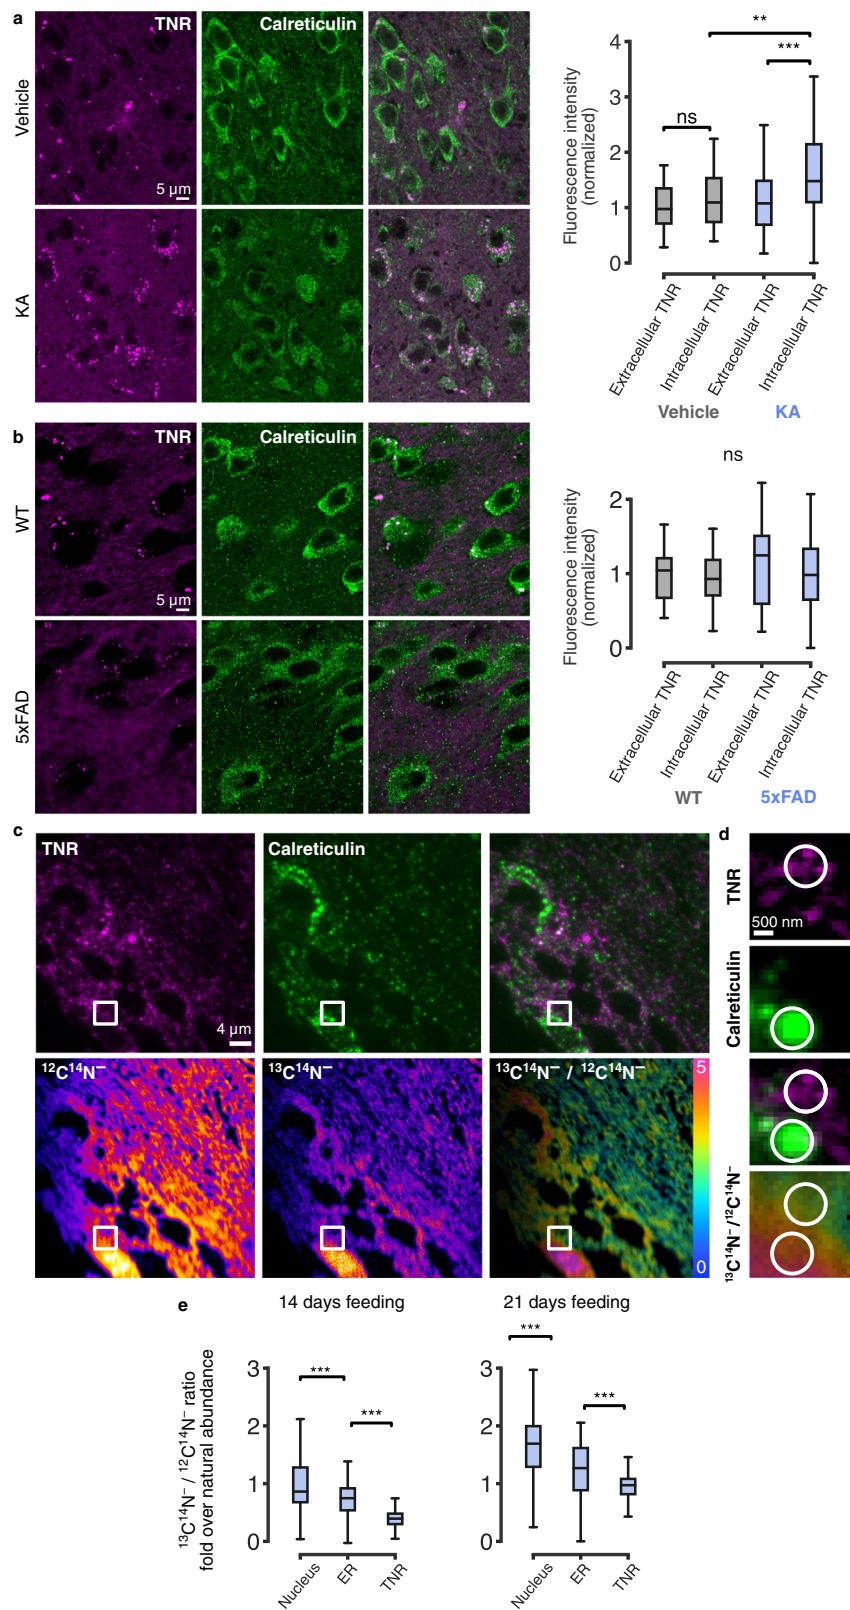 a
TNR
Calreticulin
Vehicle
5 µm
KA
**
***
ns
4
3
2
1
0
Fluorescence intensity
(normalized)
Extracellular TNR
Intracellular TNR
Extracellular TNR
Intracellular TNR
Vehicle
KA
b
TNR
Calreticulin
WT
5 µm
5xFAD
ns
2
1
0
Fluorescence intensity
(normalized)
Extracellular TNR
Intracellular TNR
Extracellular TNR
Intracellular TNR
WT
5xFAD
c
TNR
Calreticulin
4 µm
¹²C¹⁴N⁻
¹³C¹⁴N⁻
¹³C¹⁴N⁻ / ¹²C¹⁴N⁻
5
0
d
TNR
500 nm
Calreticulin
¹³C¹⁴N⁻/¹²C¹⁴N⁻
e
14 days feeding
21 days feeding
¹³C¹⁴N⁻ / ¹²C¹⁴N⁻ ratio
fold over natural abundance
***
***
3
2
1
0
Nucleus
ER
TNR
***
***
3
2
1
0
Nucleus
ER
TNR